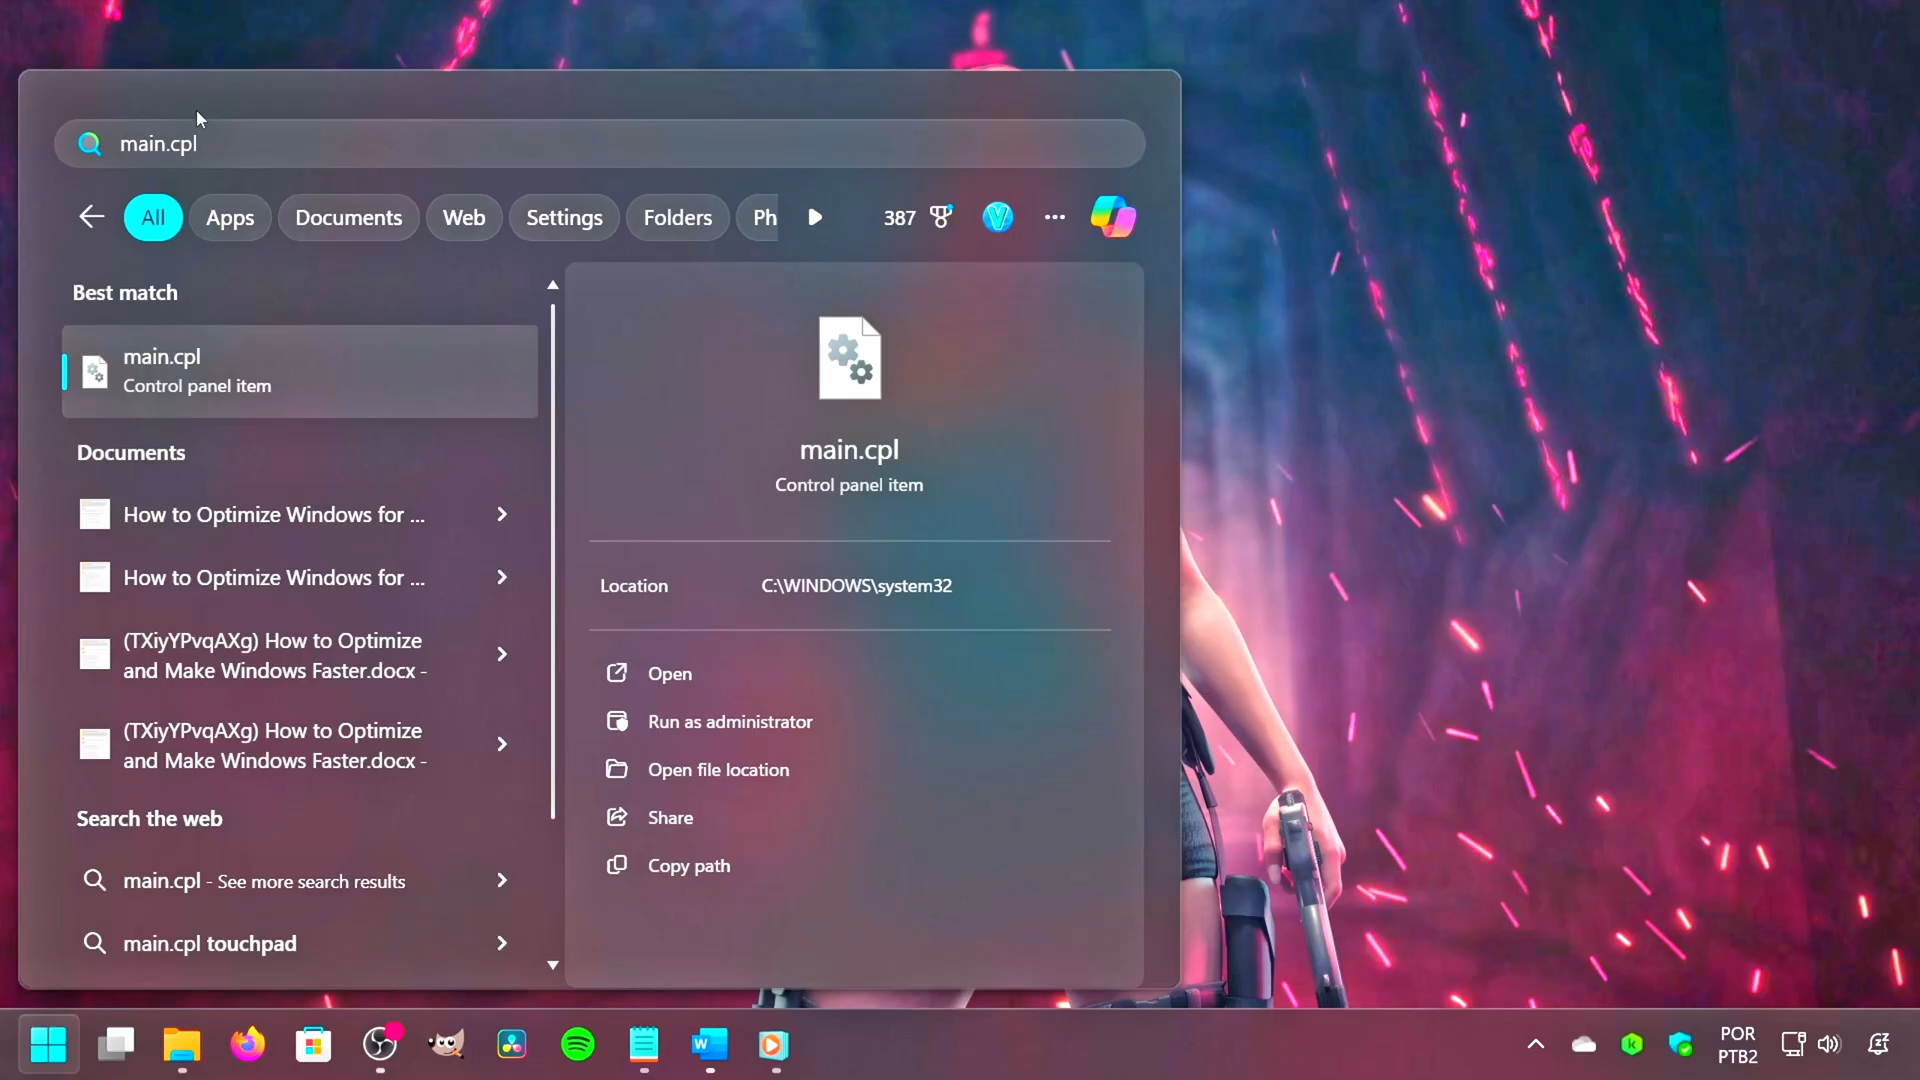 main.cpl
All
Apps
Documents
Web
Settings
Folders
Ph
387
V
Best match
main.cpl
Control panel item
Documents
How to Optimize Windows for ...
How to Optimize Windows for ...
(TXiyYPvqAXg) How to Optimize
and Make Windows Faster.docx -
(TXiyYPvqAXg) How to Optimize
and Make Windows Faster.docx -
Search the web
main.cpl - See more search results
main.cpl touchpad
main.cpl
Control panel item
Location C:\WINDOWS\system32
Open
Run as administrator
Open file location
Share
Copy path
W
k
POR
PTB2